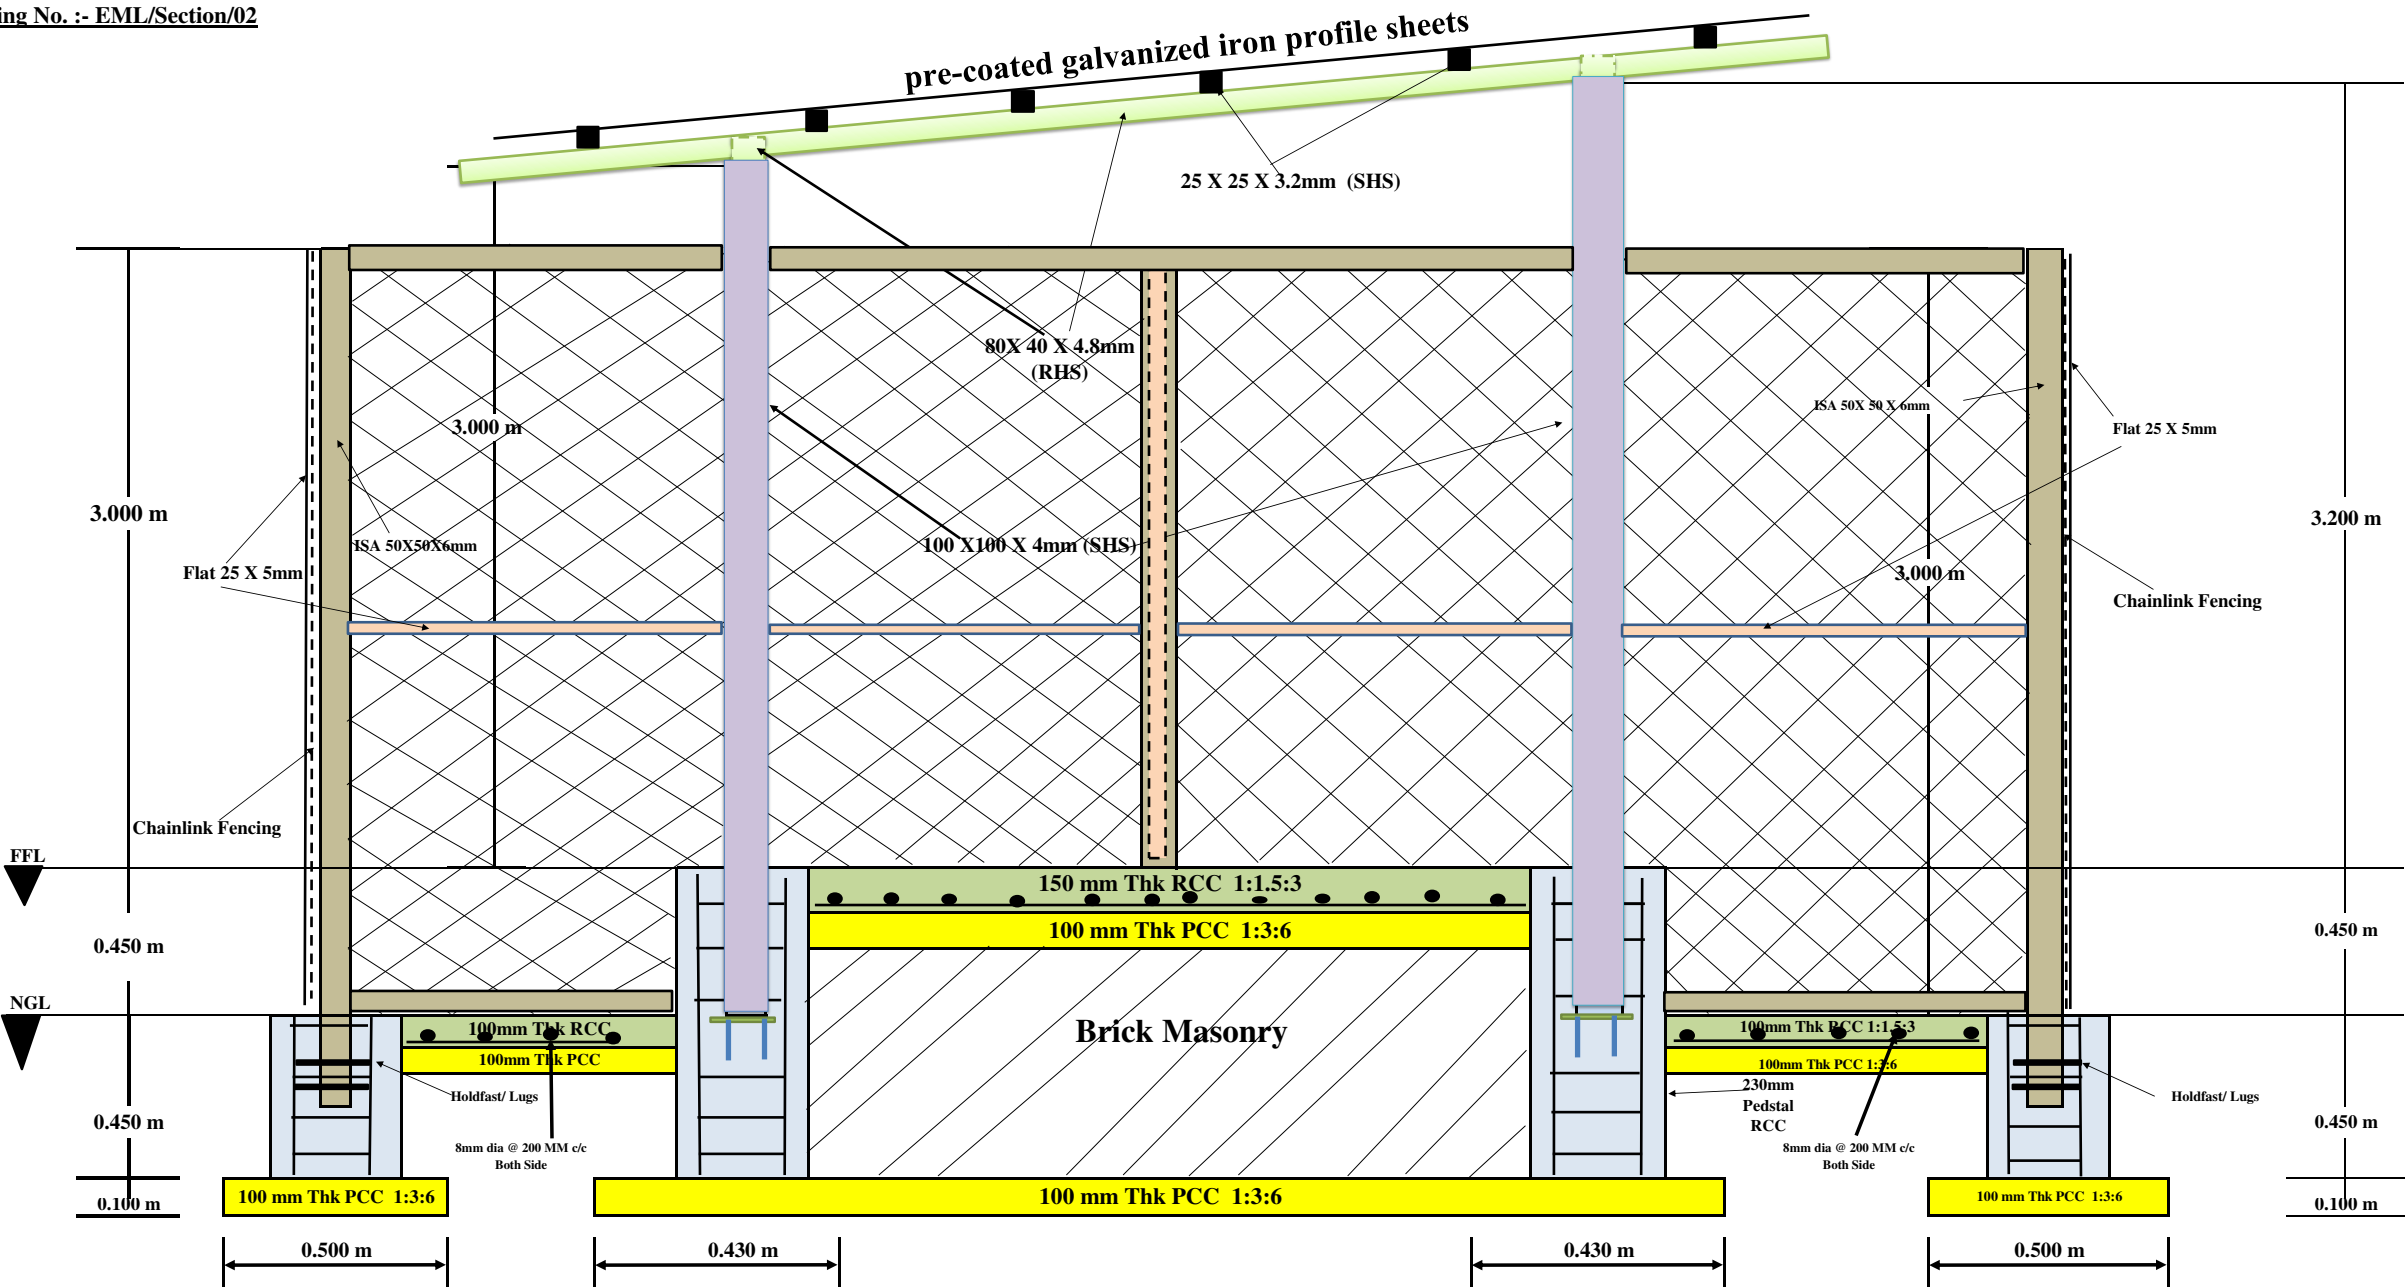 ing No. :- EML/Section/02
pre-coated galvanized iron profile sheets
25 X 25 X 3.2mm  (SHS)
80X 40 X 4.8mm
(RHS)
ISA 50X 50 X 6mm
3.000 m
Flat 25 X 5mm
3.000 m
3.200 m
ISA 50X50X6mm
100 X100 X 4mm (SHS)
Flat 25 X 5mm
3.000 m
Chainlink Fencing
Chainlink Fencing
FFL
150 mm Thk RCC  1:1.5:3
100 mm Thk PCC  1:3:6
0.450 m
0.450 m
NGL
100mm Thk RCC
Brick Masonry
100mm Thk RCC 1:1.5:3
100mm Thk PCC
100mm Thk PCC 1:3:6
230mm
Pedstal
RCC
Holdfast/ Lugs
Holdfast/ Lugs
0.450 m
0.450 m
8mm dia @ 200 MM c/c
Both Side
8mm dia @ 200 MM c/c
Both Side
0.100 m
100 mm Thk PCC  1:3:6
100 mm Thk PCC  1:3:6
100 mm Thk PCC  1:3:6
0.100 m
0.500 m
0.430 m
0.430 m
0.500 m